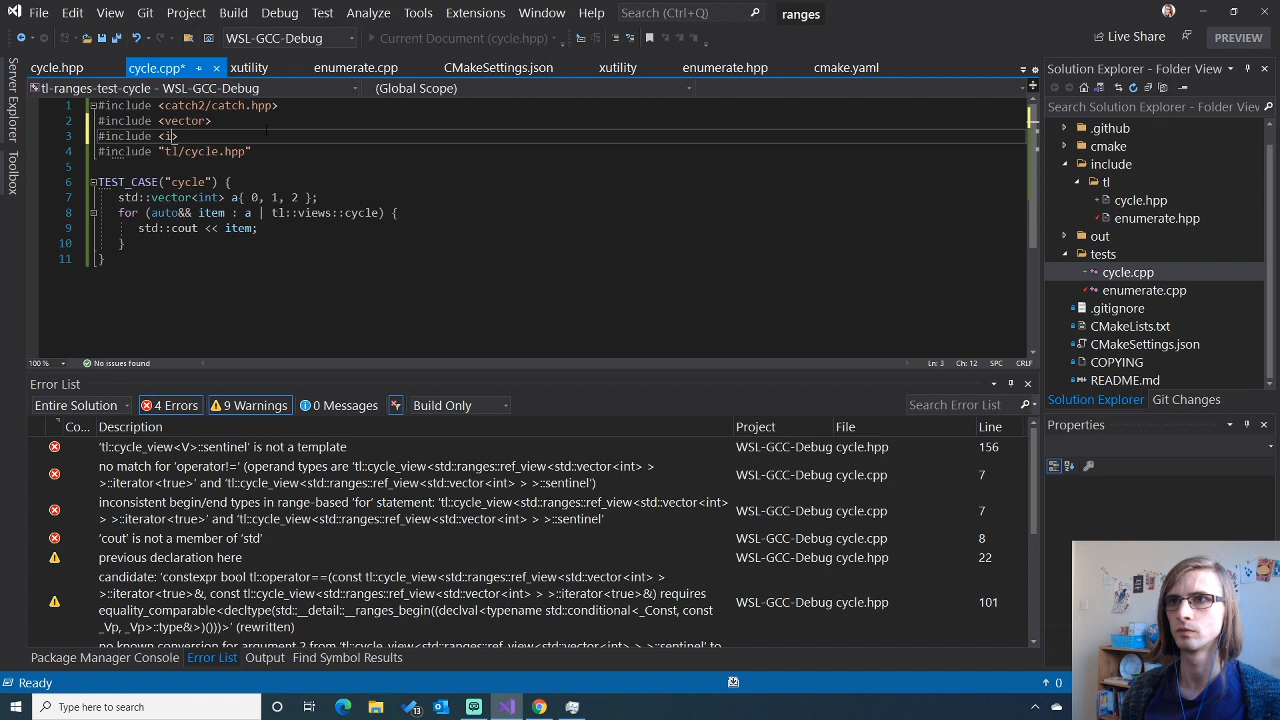 File Edit View Git Project Build Debug Test Analyze Tools Extensions Window Help Search (Ctrl+Q) ranges
WSL-GCC-Debug Current Document (cycle.hpp) Live Share PREVIEW
cycle.hpp cycle.cpp* xutility enumerate.cpp CMakeSettings.json xutility enumerate.hpp cmake.yaml
tl-ranges-test-cycle - WSL-GCC-Debug (Global Scope)
Server Explorer
Toolbox
1 #include <catch2/catch.hpp>
2 #include <vector>
3 #include <i>
4 #include "tl/cycle.hpp"
5
6 TEST_CASE("cycle") {
7 std::vector<int> a{ 0, 1, 2 };
8 for (auto&& item : a | tl::views::cycle) {
9 std::cout << item;
10 }
11 }
100 % No issues found Ln: 3 Ch: 12 SPC CRLF
Error List
Entire Solution 4 Errors 9 Warnings 0 Messages Build Only Search Error List
Co... Description Project File Line
'tl::cycle_view<V>::sentinel' is not a template WSL-GCC-Debug cycle.hpp 156
no match for 'operator!=' (operand types are 'tl::cycle_view<std::ranges::ref_view<std::vector<int> > WSL-GCC-Debug cycle.cpp 7
>::iterator<true>' and 'tl::cycle_view<std::ranges::ref_view<std::vector<int> > >::sentinel')
inconsistent begin/end types in range-based 'for' statement: 'tl::cycle_view<std::ranges::ref_view<std::vector<int> WSL-GCC-Debug cycle.cpp 7
> >::iterator<true>' and 'tl::cycle_view<std::ranges::ref_view<std::vector<int> > >::sentinel'
'cout' is not a member of 'std' WSL-GCC-Debug cycle.cpp 8
previous declaration here WSL-GCC-Debug cycle.hpp 22
candidate: 'constexpr bool tl::operator==(const tl::cycle_view<std::ranges::ref_view<std::vector<int> >
>::iterator<true>&, const tl::cycle_view<std::ranges::ref_view<std::vector<int> > >::iterator<true>&) requires WSL-GCC-Debug cycle.hpp 101
equality_comparable<decltype(std::__detail::__ranges_begin((declval<typename std::conditional<_Const, const
_Vp, _Vp>::type&>)()))>' (rewritten)
no known conversion for argument 2 from 'tl::cycle_view<std::ranges::ref_view<std::vector<int> > to
Package Manager Console Error List Output Find Symbol Results
Solution Explorer - Folder View
Search Solution Explorer - Folder View
.github
cmake
include
tl
cycle.hpp
enumerate.hpp
out
tests
cycle.cpp
enumerate.cpp
.gitignore
CMakeLists.txt
CMakeSettings.json
COPYING
README.md
Solution Explorer Git Changes
Properties
Ready 0
Type here to search 13